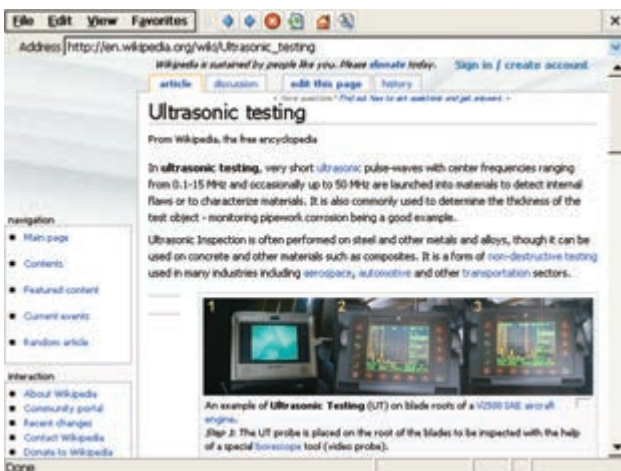 File Edit View Favorites
Address http://en.wikipedia.org/wiki/Ultrasonic_testing
Wikipedia is sustained by people like you. Please donate today.
Sign in / create account
article discussion edit this page history
Ultrasonic testing
From Wikipedia, the free encyclopedia
In ultrasonic testing, very short ultrasonic pulse-waves with center frequencies ranging
from 0.1-15 MHz and occasionally up to 50 MHz are launched into materials to detect internal
flaws or to characterize materials. It is also commonly used to determine the thickness of the
test object - monitoring pipework corrosion being a good example.
Ultrasonic Inspection is often performed on steel and other metals and alloys, though it can be
used on concrete and other materials such as composites. It is a form of non-destructive testing
used in many industries including aerospace, automotive and other transportation sectors.
navigation
Main page
Contents
Featured content
Current events
Random article
interaction
About Wikipedia
Community portal
Recent changes
Contact Wikipedia
Donate to Wikipedia
1 2 3
An example of Ultrasonic Testing (UT) on blade roots of a V2500 IAE aircraft
engine.
Step 1: The UT probe is placed on the root of the blades to be inspected with the help
of a special borescope tool (video probe).
Done